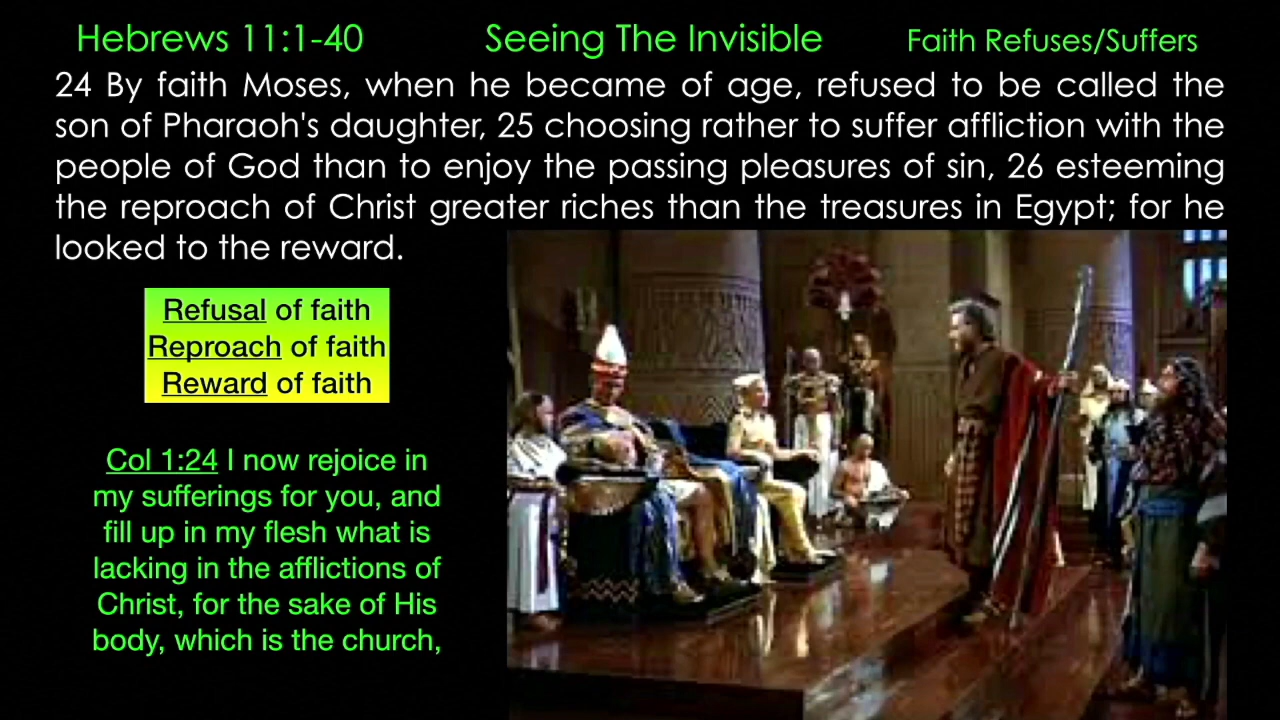 Hebrews 11:1-40 Seeing The Invisible Faith Refuses/Suffers
24 By faith Moses, when he became of age, refused to be called the
son of Pharaoh's daughter, 25 choosing rather to suffer affliction with the
people of God than to enjoy the passing pleasures of sin, 26 esteeming
the reproach of Christ greater riches than the treasures in Egypt; for he
looked to the reward.
Refusal of faith
Reproach of faith
Reward of faith
Col 1:24 I now rejoice in
my sufferings for you, and
fill up in my flesh what is
lacking in the afflictions of
Christ, for the sake of His
body, which is the church,